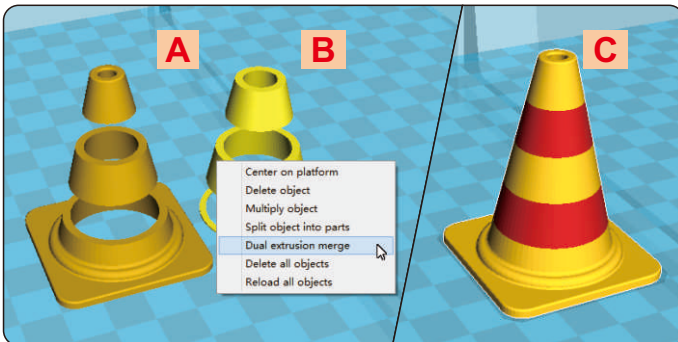 A
B
C
Center on platform
Delete object
Multiply object
Split object into parts
Dual extrusion merge
Delete all objects
Reload all objects